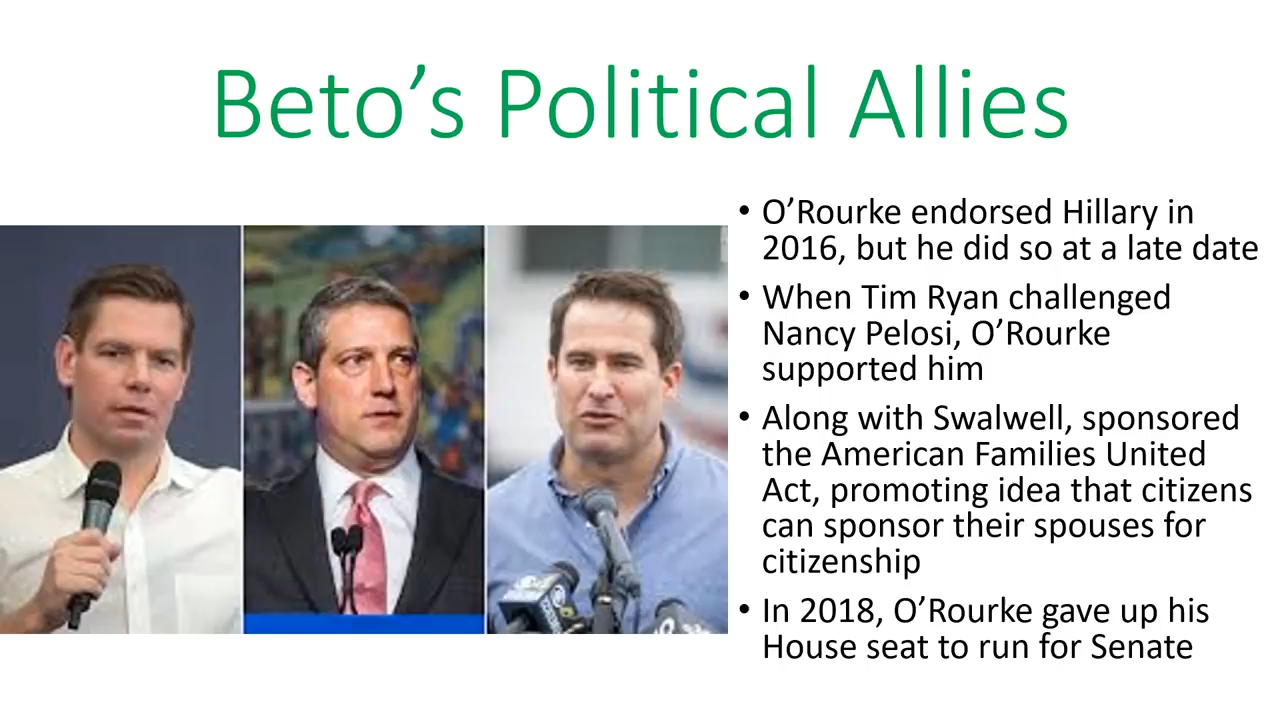 Beto’s Political Allies
• O’Rourke endorsed Hillary in
2016, but he did so at a late date
• When Tim Ryan challenged
Nancy Pelosi, O’Rourke
supported him
• Along with Swalwell, sponsored
the American Families United
Act, promoting idea that citizens
can sponsor their spouses for
citizenship
• In 2018, O’Rourke gave up his
House seat to run for Senate